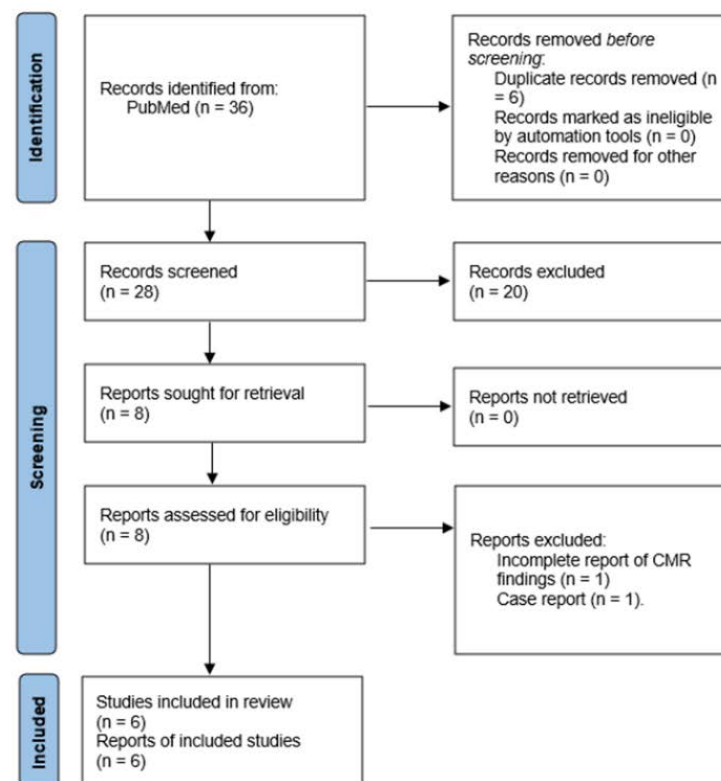 Identification
Records identified from:
PubMed (n = 36)
Records removed before
screening:
Duplicate records removed (n
= 6)
Records marked as ineligible
by automation tools (n = 0)
Records removed for other
reasons (n = 0)
Screening
Records screened
(n = 28)
Records excluded
(n = 20)
Reports sought for retrieval
(n = 8)
Reports not retrieved
(n = 0)
Reports assessed for eligibility
(n = 8)
Reports excluded:
Incomplete report of CMR
findings (n = 1)
Case report (n = 1).
Included
Studies included in review
(n = 6)
Reports of included studies
(n = 6)